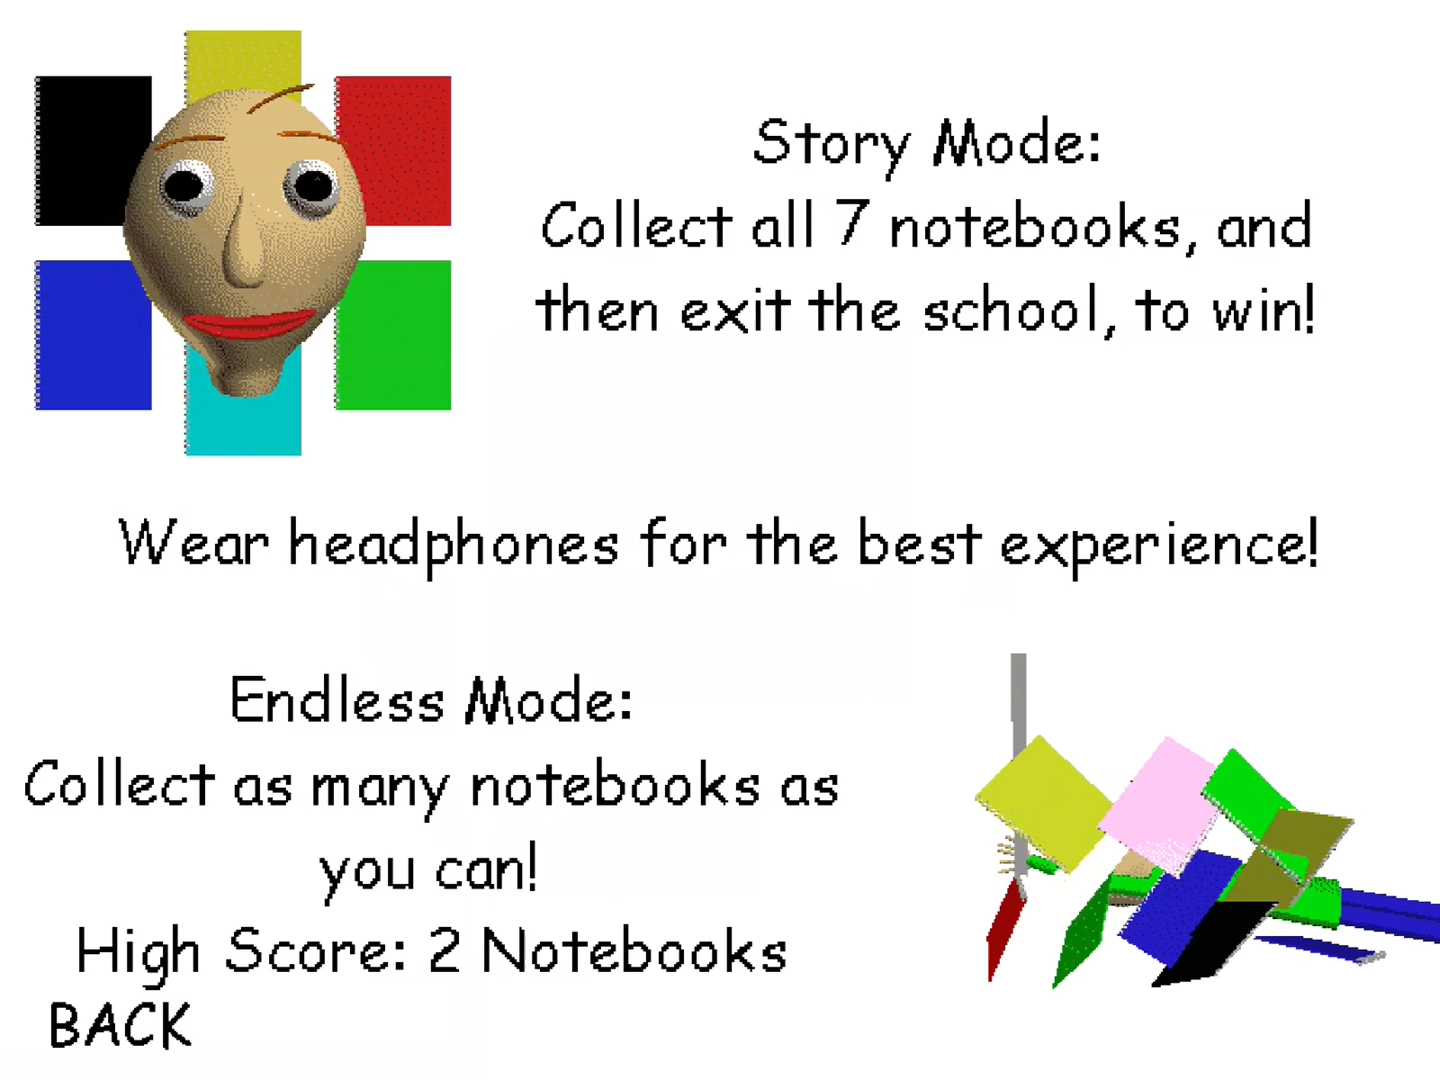 Story Mode:
Collect all 7 notebooks, and
then exit the school, to win!
Wear headphones for the best experience!
Endless Mode:
Collect as many notebooks as
you can!
High Score: 2 Notebooks
BACK